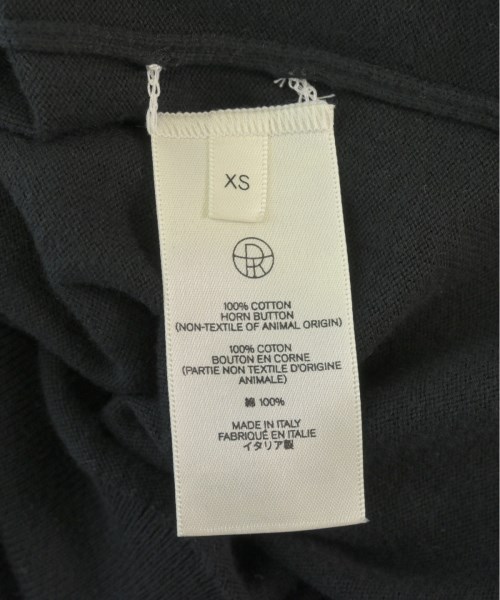 XS
100% COTTON
HORN BUTTON
(NON-TEXTILE OF ANIMAL ORIGIN)
100% COTON
BOUTON EN CORNE
(PARTIE NON TEXTILE D'ORIGINE
ANIMALE)
綿 100%
MADE IN ITALY
FABRIQUÉ EN ITALIE
イタリア製